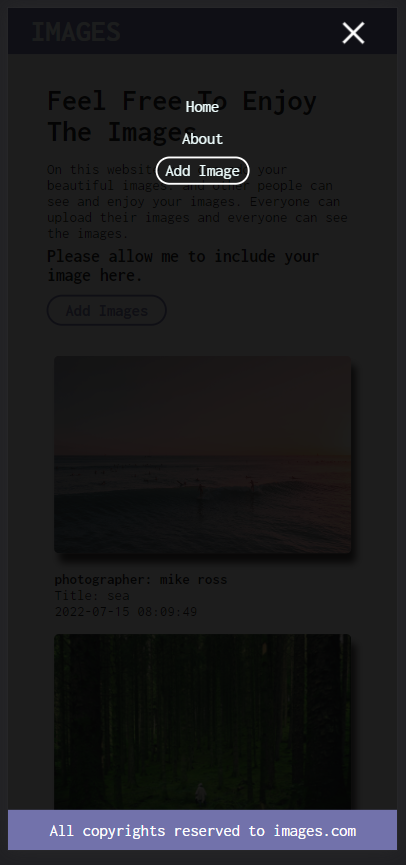 IMAGES
Home
About
Add Image
Feel Free To Enjoy
The Images
On this website your
beautiful images. and other people can
see and enjoy your images. Everyone can
upload their images and everyone can see
the images.
Please allow me to include your
image here.
Add Images
photographer: mike ross
Title: sea
2022-07-15 08:09:49
All copyrights reserved to images.com